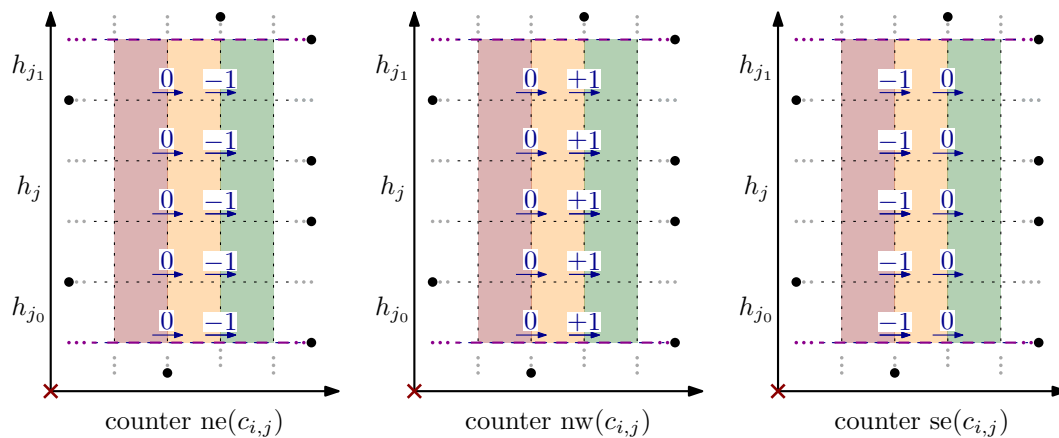 h_{j_1} 0 −1 h_{j_1} 0 +1 h_{j_1} −1 0
0 −1 0 +1 −1 0
h_j 0 −1 h_j 0 +1 h_j −1 0
0 −1 0 +1 −1 0
h_{j_0} 0 −1 h_{j_0} 0 +1 h_{j_0} −1 0
counter ne(c_{i,j}) counter nw(c_{i,j}) counter se(c_{i,j})